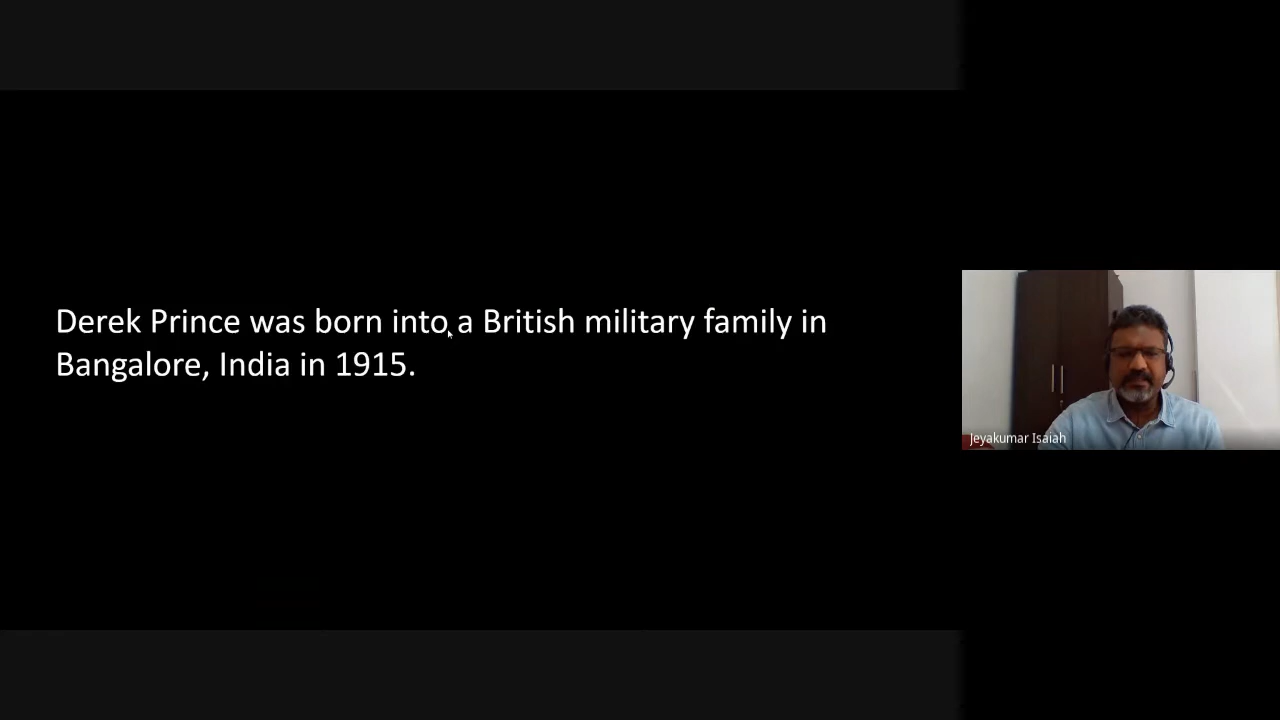 Derek Prince was born into a British military family in
Bangalore, India in 1915.
Jeyakumar Isaiah